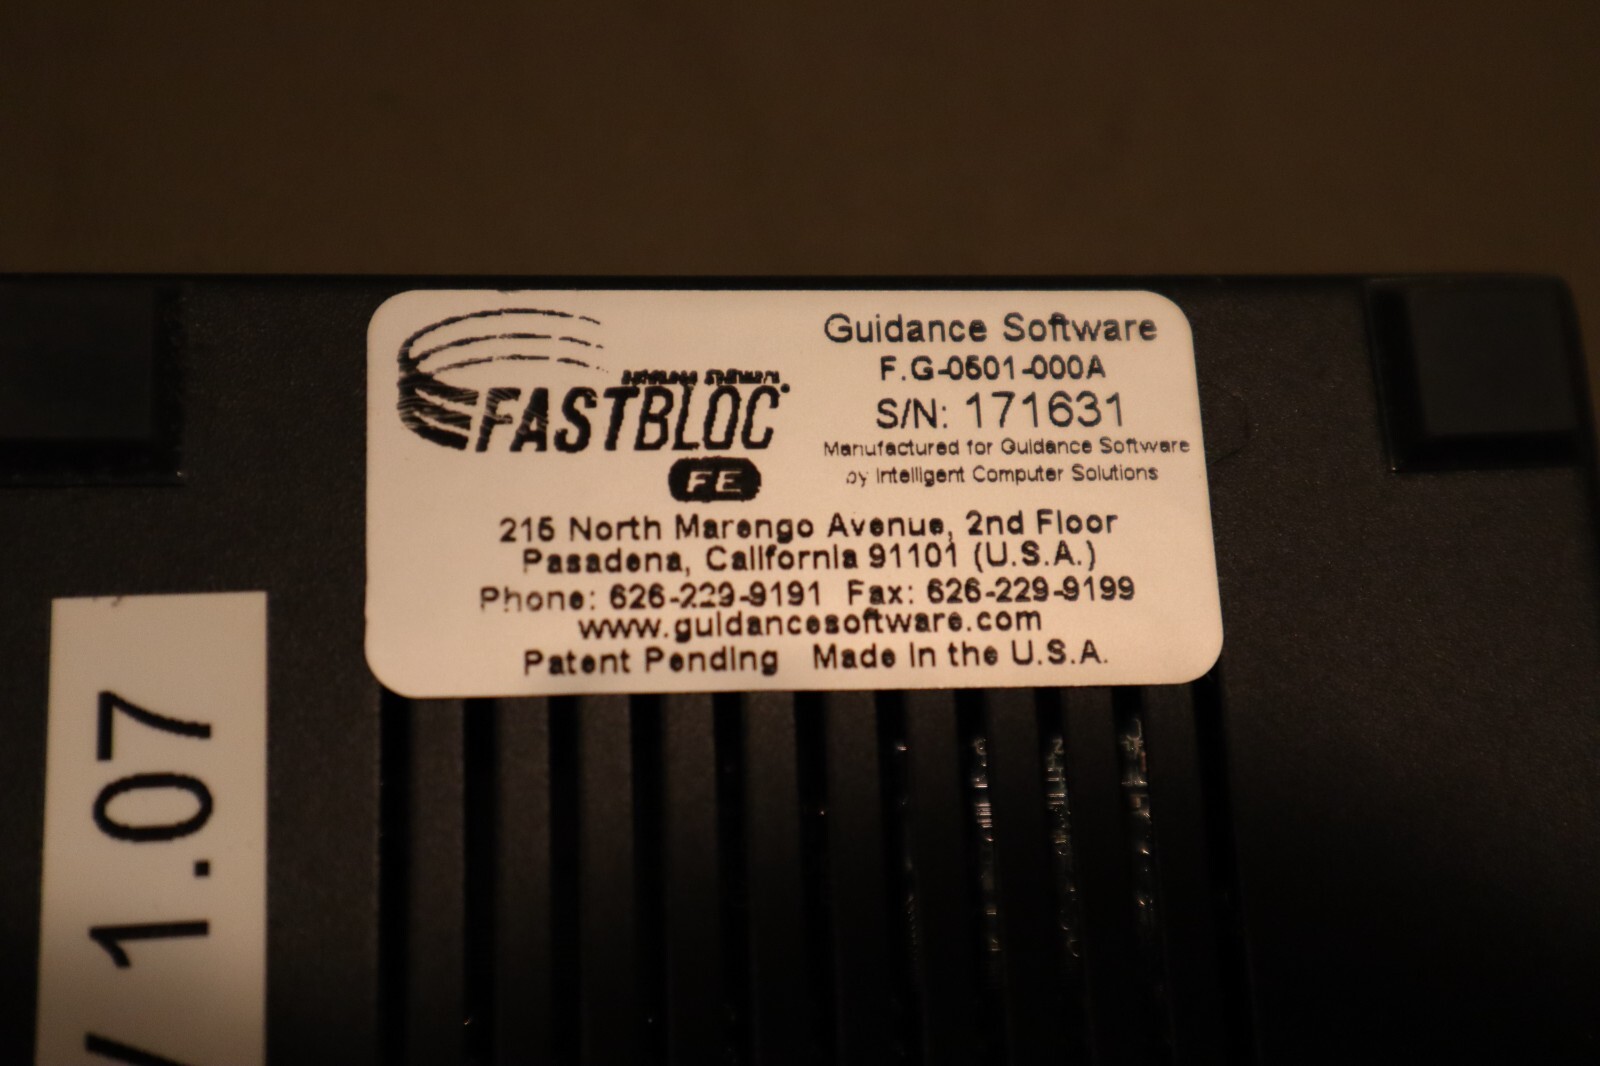 FASTBLOC
FE
Guidance Software
F.G-0501-000A
S/N: 171631
Manufactured for Guidance Software
by Intelligent Computer Solutions
215 North Marengo Avenue, 2nd Floor
Pasadena, California 91101 (U.S.A.)
Phone: 626-229-9191 Fax: 626-229-9199
www.guidancesoftware.com
Patent Pending Made in the U.S.A.
1.07